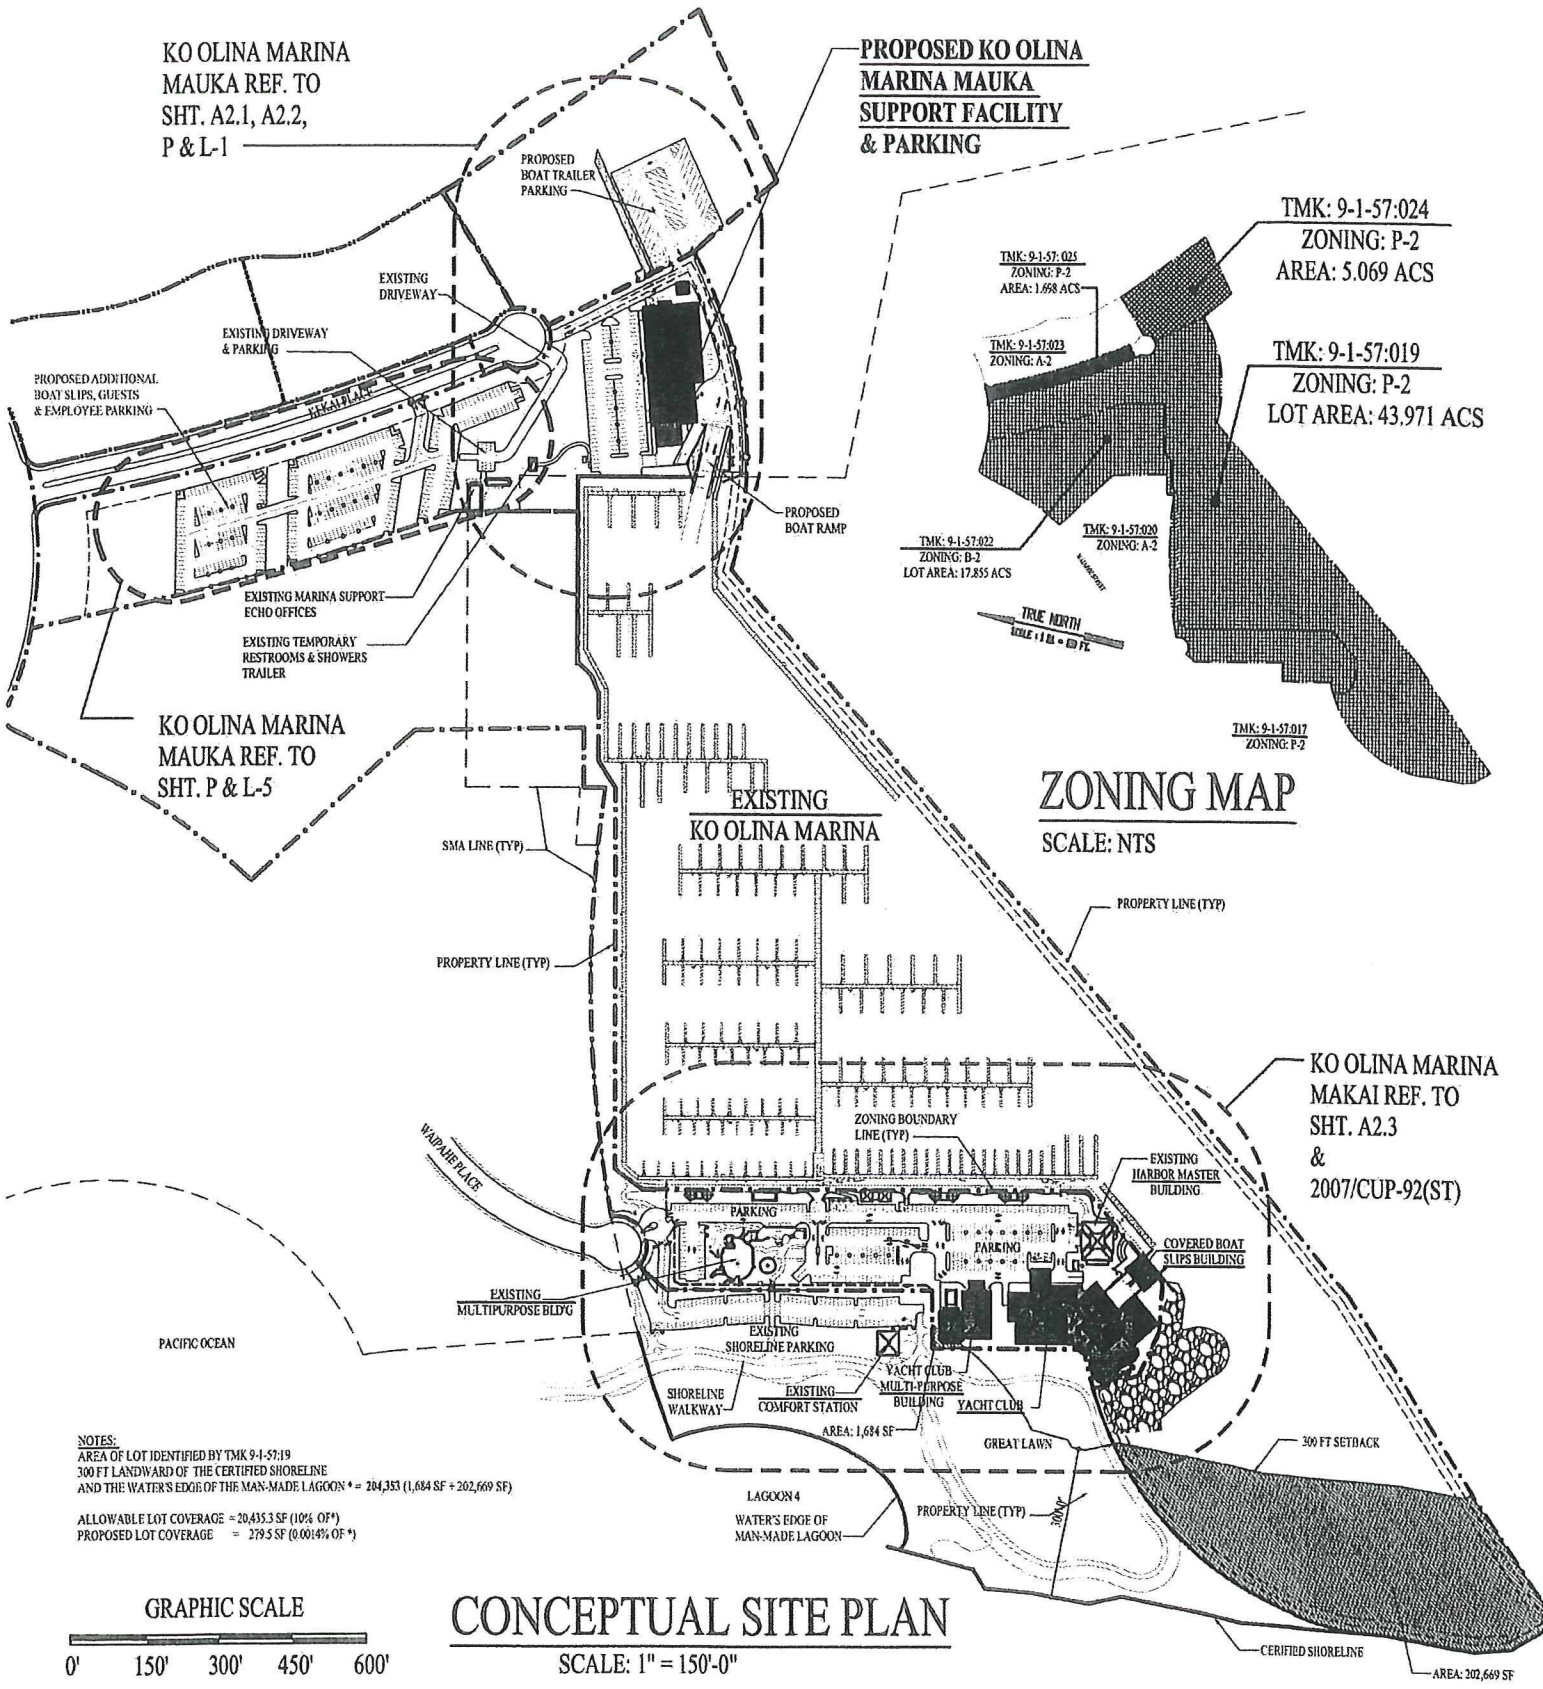 KO OLINA MARINA
MAUKA REF. TO
SHT. A2.1, A2.2,
P & L-1
PROPOSED KO OLINA
MARINA MAUKA
SUPPORT FACILITY
& PARKING
PROPOSED
BOAT TRAILER
PARKING
EXISTING
DRIVEWAY
EXISTING DRIVEWAY
& PARKING
PROPOSED ADDITIONAL
BOAT SLIPS, GUESTS
& EMPLOYEE PARKING
KEKAI PLACE
PROPOSED
BOAT RAMP
EXISTING MARINA SUPPORT
ECHO OFFICES
EXISTING TEMPORARY
RESTROOMS & SHOWERS
TRAILER
KO OLINA MARINA
MAUKA REF. TO
SHT. P & L-5
TMK: 9-1-57:024
ZONING: P-2
AREA: 5.069 ACS
TMK: 9-1-57: 025
ZONING: P-2
AREA: 1.698 ACS
TMK: 9-1-57:023
ZONING: A-2
TMK: 9-1-57:019
ZONING: P-2
LOT AREA: 43.971 ACS
TMK: 9-1-57:022
ZONING: B-2
LOT AREA: 17.855 ACS
TMK: 9-1-57:020
ZONING: A-2
TRUE NORTH
TMK: 9-1-57:017
ZONING: P-2
ZONING MAP
SCALE: NTS
EXISTING
KO OLINA MARINA
SMA LINE (TYP)
PROPERTY LINE (TYP)
PROPERTY LINE (TYP)
KO OLINA MARINA
MAKAI REF. TO
SHT. A2.3
&
2007/CUP-92(ST)
ZONING BOUNDARY
LINE (TYP)
WAIPAHE PLACE
EXISTING
HARBOR MASTER
BUILDING
PARKING
PARKING
COVERED BOAT
SLIPS BUILDING
EXISTING
MULTIPURPOSE BLD'G
EXISTING
SHORELINE PARKING
PACIFIC OCEAN
SHORELINE
WALKWAY
EXISTING
COMFORT STATION
YACHT CLUB
MULTI-PURPOSE
BUILDING
YACHT CLUB
AREA: 1,684 SF
GREAT LAWN
300 FT SETBACK
NOTES:
AREA OF LOT IDENTIFIED BY TMK 9-1-57:19
300 FT LANDWARD OF THE CERTIFIED SHORELINE
AND THE WATER'S EDGE OF THE MAN-MADE LAGOON * = 204,353 (1,684 SF + 202,669 SF)
ALLOWABLE LOT COVERAGE = 20,435.3 SF (10% OF*)
PROPOSED LOT COVERAGE = 279.5 SF (0.0014% OF *)
LAGOON 4
WATER'S EDGE OF
MAN-MADE LAGOON
PROPERTY LINE (TYP)
300'-0"
CERIFIED SHORELINE
AREA: 202,669 SF
GRAPHIC SCALE
0' 150' 300' 450' 600'
CONCEPTUAL SITE PLAN
SCALE: 1" = 150'-0"